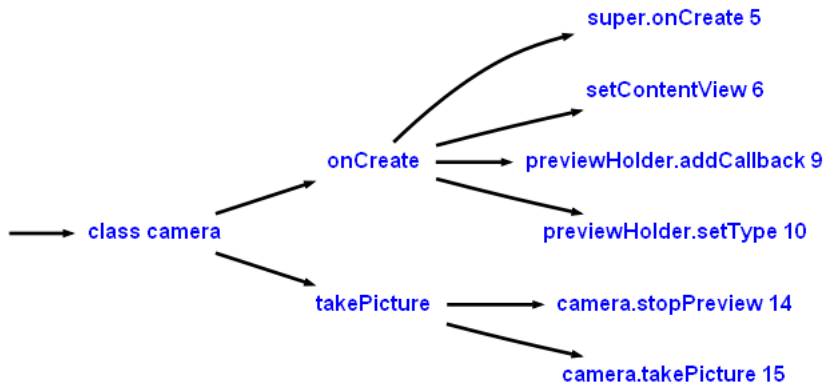 super.onCreate 5
setContentView 6
onCreate
previewHolder.addCallback 9
class camera
previewHolder.setType 10
takePicture
camera.stopPreview 14
camera.takePicture 15